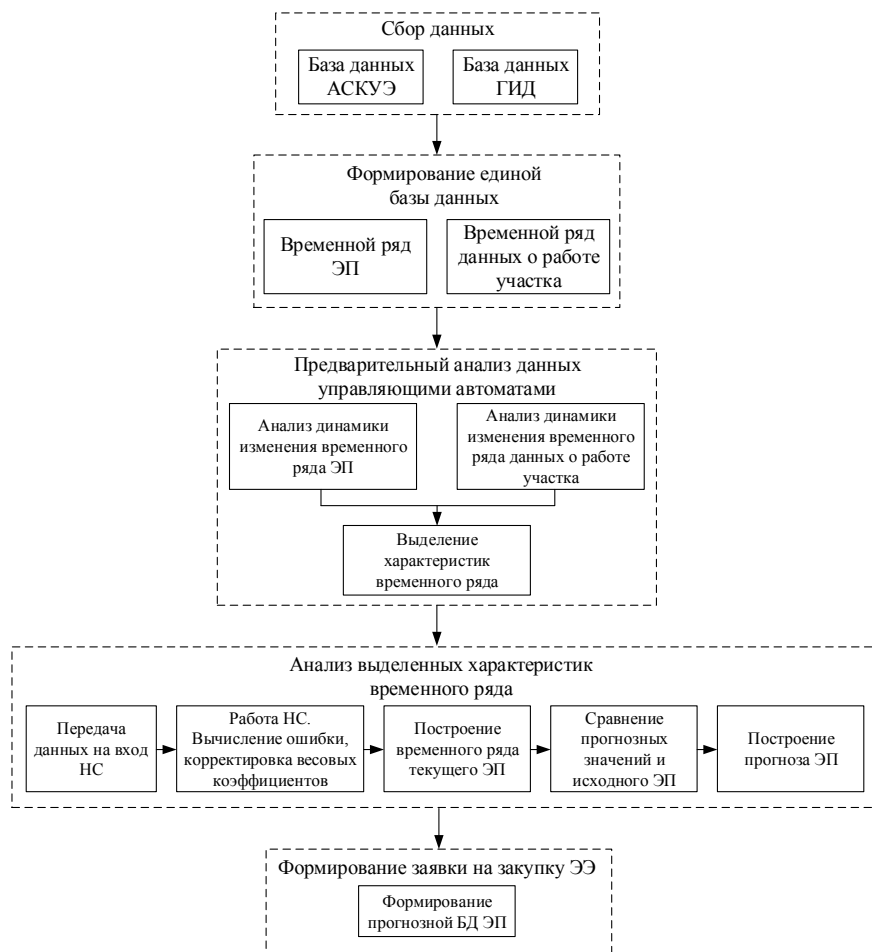 Сбор данных
База данных
АСКУЭ
База данных
ГИД
Формирование единой
базы данных
Временной ряд
ЭП
Временной ряд
данных о работе
участка
Предварительный анализ данных
управляющими автоматами
Анализ динамики
изменения временного
ряда ЭП
Анализ динамики
изменения временного
ряда данных о работе
участка
Выделение
характеристик
временного ряда
Анализ выделенных характеристик
временного ряда
Передача
данных на вход
НС
Работа НС.
Вычисление ошибки,
корректировка весовых
коэффициентов
Построение
временного ряда
текущего ЭП
Сравнение
прогнозных
значений и
исходного ЭП
Построение
прогноза ЭП
Формирование заявки на закупку ЭЭ
Формирование
прогнозной БД ЭП